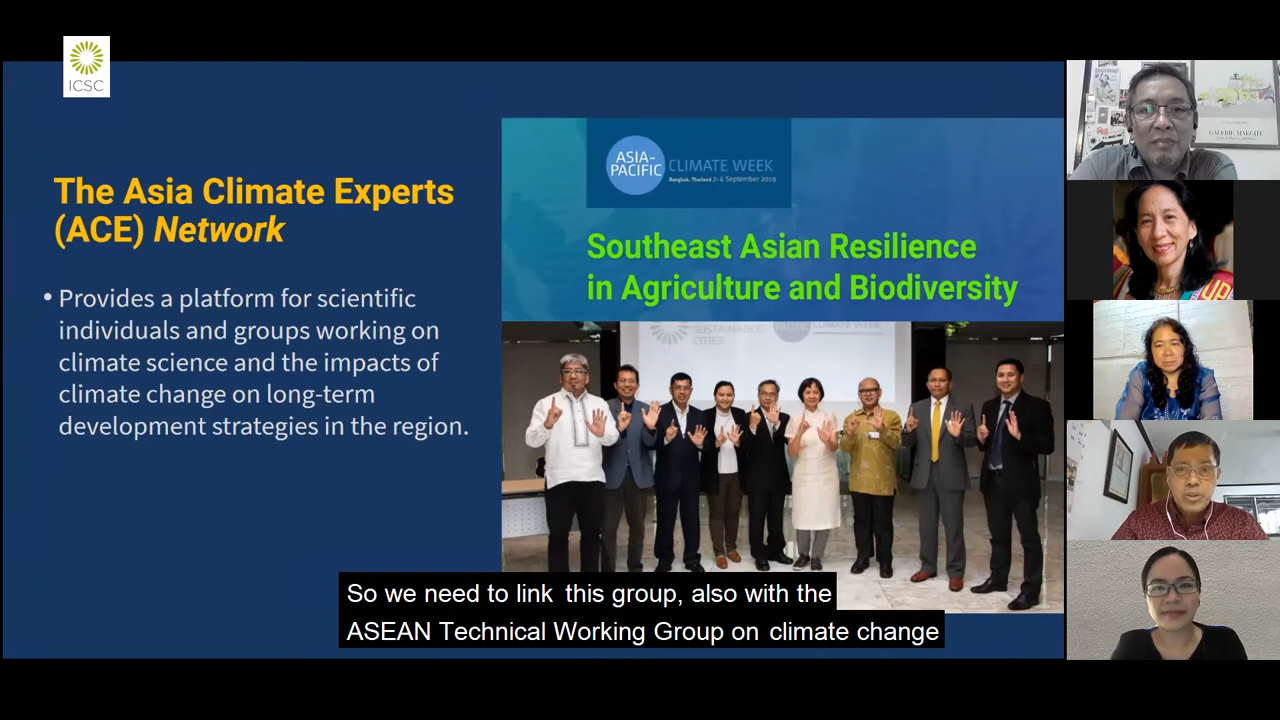 ICSC
The Asia Climate Experts
(ACE) Network
• Provides a platform for scientific
individuals and groups working on
climate science and the impacts of
climate change on long-term
development strategies in the region.
ASIA-
PACIFIC
CLIMATE WEEK
Bangkok, Thailand 2-6 September 2019
Southeast Asian Resilience
in Agriculture and Biodiversity
SUSTAINABLE
CITIES
CLIMATE WEEK
So we need to link this group, also with the
ASEAN Technical Working Group on climate change
GALERIE MAEGHT
UP